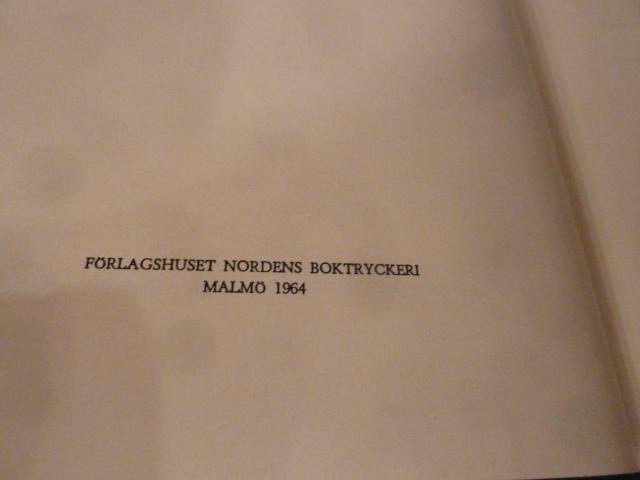 FÖRLAGSHUSET NORDENS BOKTRYCKERI
MALMÖ 1964